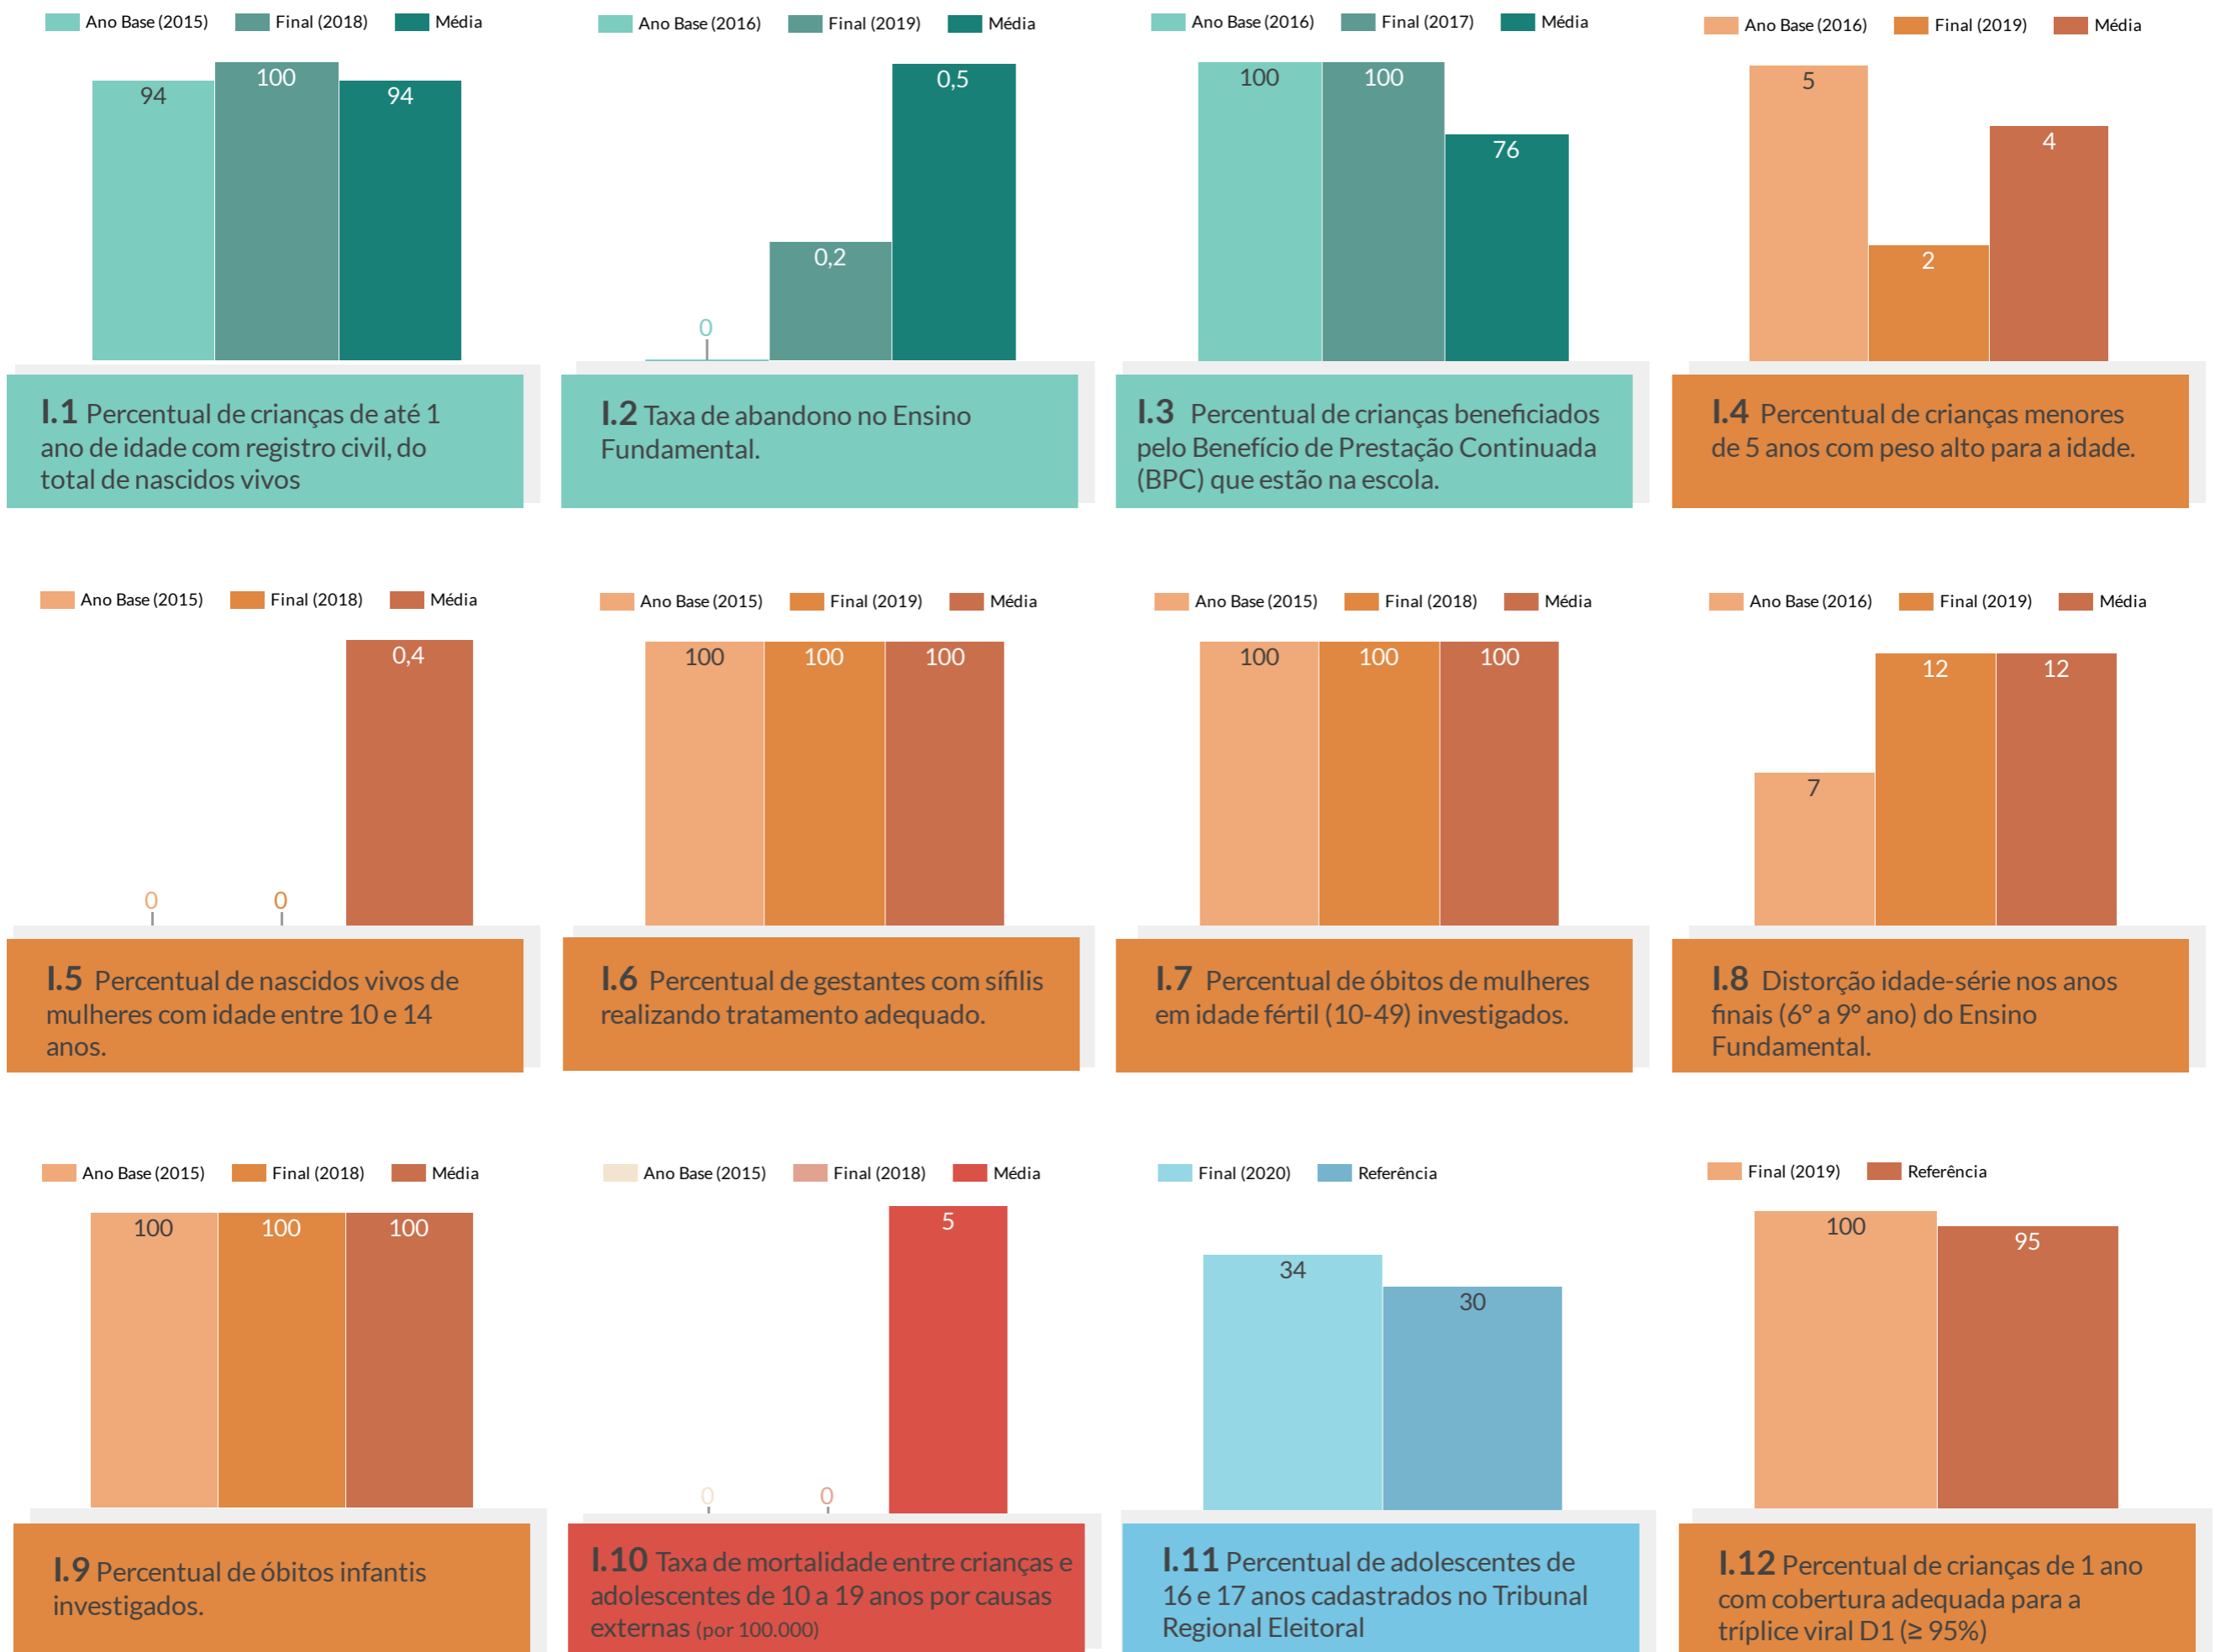 Ano Base (2015) Final (2018) Média
94
100
94
I.1 Percentual de crianças de até 1
ano de idade com registro civil, do
total de nascidos vivos
Ano Base (2016) Final (2019) Média
0
0,2
0,5
I.2 Taxa de abandono no Ensino
Fundamental.
Ano Base (2016) Final (2017) Média
100
100
76
I.3 Percentual de crianças beneficiados
pelo Benefício de Prestação Continuada
(BPC) que estão na escola.
Ano Base (2016) Final (2019) Média
5
2
4
I.4 Percentual de crianças menores
de 5 anos com peso alto para a idade.
Ano Base (2015) Final (2018) Média
0
0
0,4
I.5 Percentual de nascidos vivos de
mulheres com idade entre 10 e 14
anos.
Ano Base (2015) Final (2019) Média
100
100
100
I.6 Percentual de gestantes com sífilis
realizando tratamento adequado.
Ano Base (2015) Final (2018) Média
100
100
100
I.7 Percentual de óbitos de mulheres
em idade fértil (10-49) investigados.
Ano Base (2016) Final (2019) Média
7
12
12
I.8 Distorção idade-série nos anos
finais (6º a 9º ano) do Ensino
Fundamental.
Ano Base (2015) Final (2018) Média
100
100
100
I.9 Percentual de óbitos infantis
investigados.
Ano Base (2015) Final (2018) Média
0
0
5
I.10 Taxa de mortalidade entre crianças e
adolescentes de 10 a 19 anos por causas
externas (por 100.000)
Final (2020) Referência
34
30
I.11 Percentual de adolescentes de
16 e 17 anos cadastrados no Tribunal
Regional Eleitoral
Final (2019) Referência
100
95
I.12 Percentual de crianças de 1 ano
com cobertura adequada para a
tríplice viral D1 (≥ 95%)